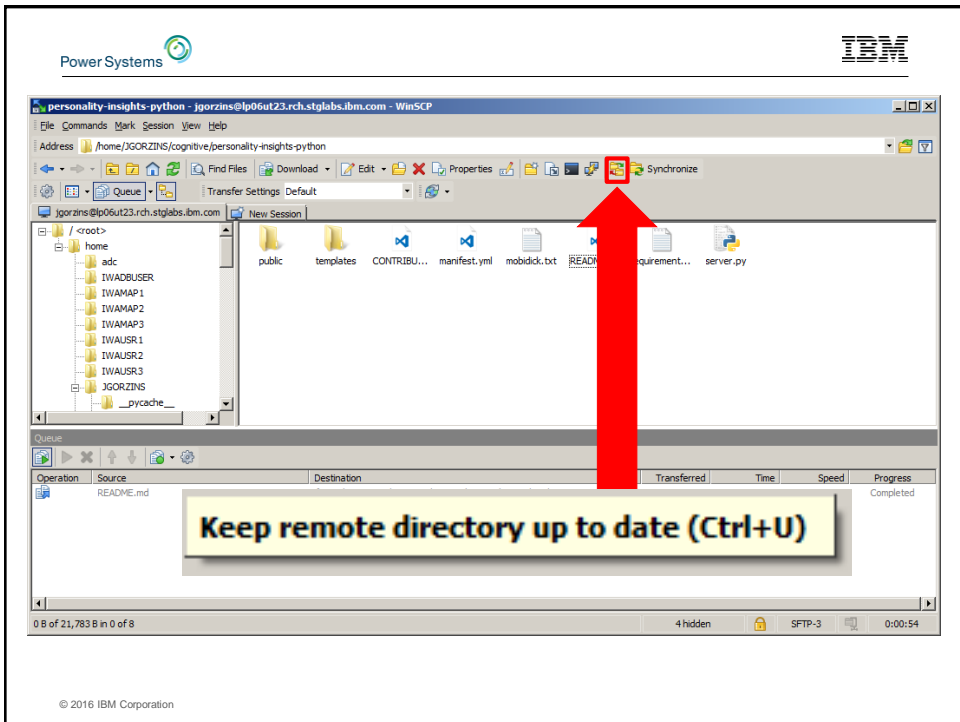 Power Systems
IBM
personality-insights-python - jgorzins@lp06ut23.rch.stglabs.ibm.com - WinSCP
File Commands Mark Session View Help
Address /home/JGORZINS/cognitive/personality-insights-python
Find Files Download Edit Properties Synchronize
Queue Transfer Settings Default
jgorzins@lp06ut23.rch.stglabs.ibm.com New Session
/ <root>
home
adc
IWADBUSER
IWAMAP1
IWAMAP2
IWAMAP3
IWAUSR1
IWAUSR2
IWAUSR3
JGORZINS
__pycache__
public templates CONTRIBU... manifest.yml mobidick.txt server.py
Queue
Operation Source Destination Transferred Time Speed Progress
README.md Completed
Keep remote directory up to date (Ctrl+U)
0 B of 21,783 B in 0 of 8 4 hidden SFTP-3 0:00:54
© 2016 IBM Corporation